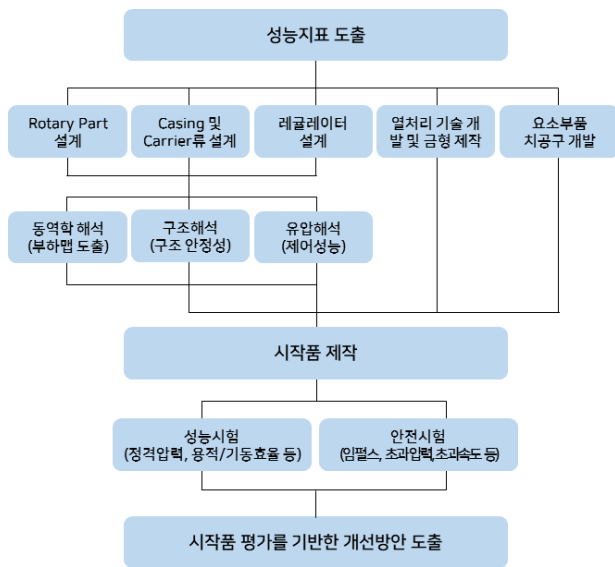 성능지표 도출
Rotary Part
설계
Casing 및
Carrier류 설계
레귤레이터
설계
열처리 기술 개
발 및 금형 제작
요소부품
치공구 개발
동역학 해석
(부하맵 도출)
구조해석
(구조 안정성)
유압해석
(제어성능)
시작품 제작
성능시험
(정격압력, 용적/기동효율 등)
안전시험
(임펄스, 초과압력,초과속도 등)
시작품 평가를 기반한 개선방안 도출